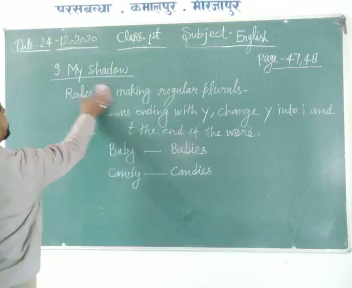 परसबन्धा , कमालपुर , मीरजापुर
Date-24-12-2020 Class-1st Subject-English
Page-47,48
9. My Shadow
Rules making regular plurals-
ending with y, change y into i and
the end of the word.
Baby — Babies
Candy — Candies